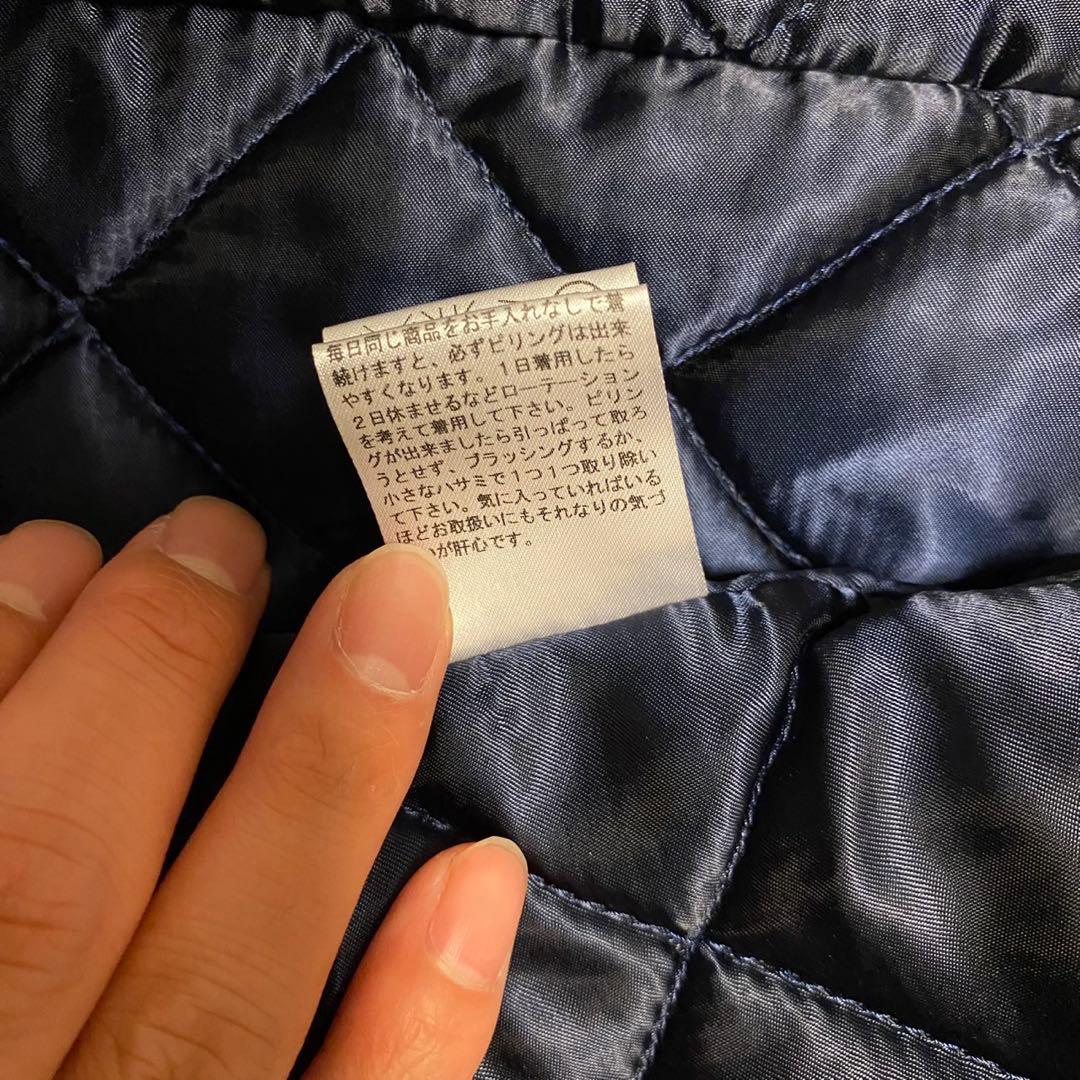 毎日同じ商品をお手入れなしで着
続けますと、必ずピリングは出来
やすくなります。1日着用したら
2日休ませるなどローテーション
を考えて着用して下さい。ピリン
グが出来ましたら引っぱって取ろ
うとせず、ブラッシングするか、
小さなハサミで1つ1つ取り除い
て下さい。気に入っていればいる
ほどお取扱いにもそれなりの気づ
いが肝心です。